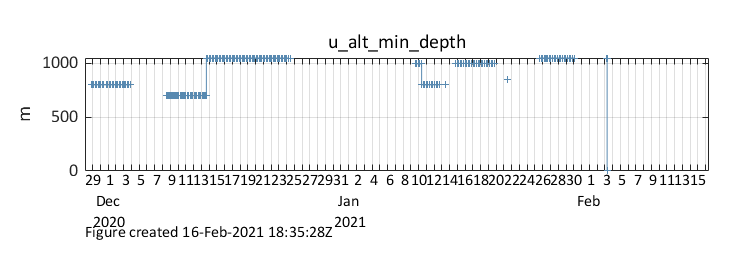 u_alt_min_depth
1000
500
0
m
29 1 3 5 7 9 11 13 15 17 19 21 23 25 27 29 31 2 4 6 8 10 12 14 16 18 20 22 24 26 28 30 1 3 5 7 9 11 13 15
Dec Jan Feb
2020 2021
Figure created 16-Feb-2021 18:35:28Z